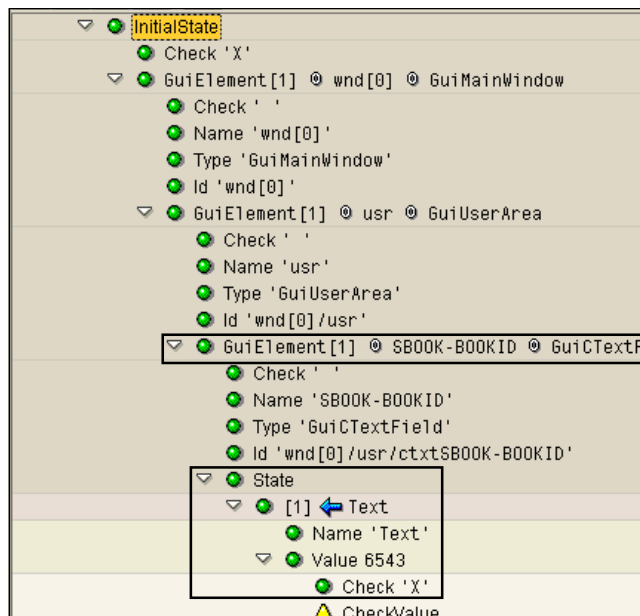 InitialState
Check 'X'
GuiElement[1] wnd[0] GuiMainWindow
Check ' '
Name 'wnd[0]'
Type 'GuiMainWindow'
Id 'wnd[0]'
GuiElement[1] usr GuiUserArea
Check ' '
Name 'usr'
Type 'GuiUserArea'
Id 'wnd[0]/usr'
GuiElement[1] SBOOK-BOOKID GuiCTextF
Check ' '
Name 'SBOOK-BOOKID'
Type 'GuiCTextField'
Id 'wnd[0]/usr/ctxtSBOOK-BOOKID'
State
[1] Text
Name 'Text'
Value 6543
Check 'X'
CheckValue